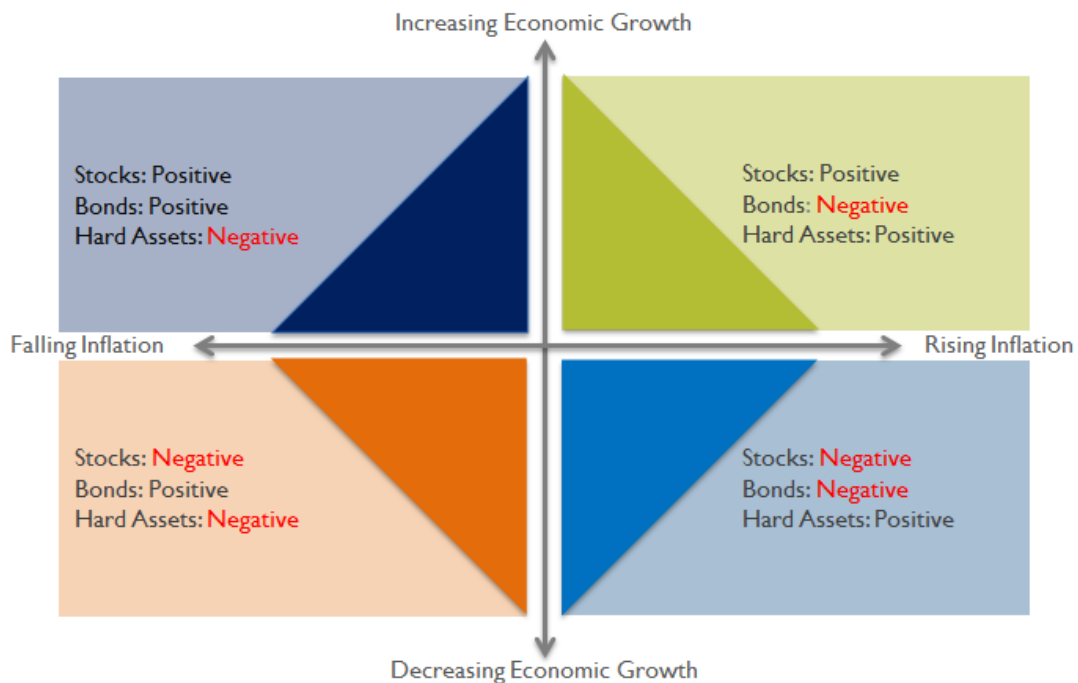 Increasing Economic Growth
Stocks: Positive
Bonds: Positive
Hard Assets: Negative
Stocks: Positive
Bonds: Negative
Hard Assets: Positive
Falling Inflation
Rising Inflation
Stocks: Negative
Bonds: Positive
Hard Assets: Negative
Stocks: Negative
Bonds: Negative
Hard Assets: Positive
Decreasing Economic Growth